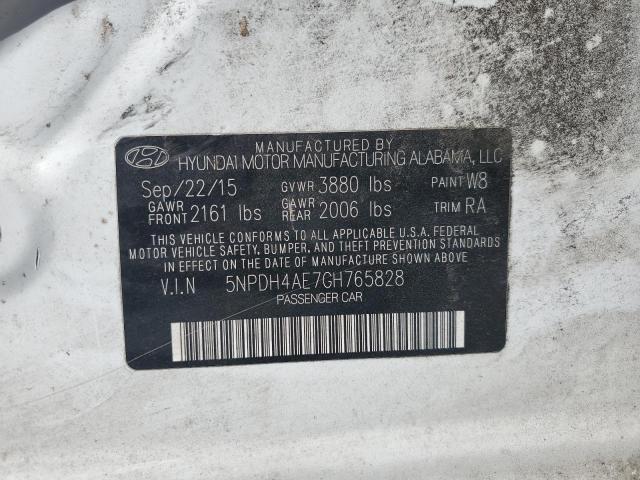 MANUFACTURED BY
HYUNDAI MOTOR MANUFACTURING ALABAMA, LLC
Sep/22/15 GVWR 3880 lbs PAINT W8
GAWR FRONT 2161 lbs GAWR REAR 2006 lbs TRIM RA
THIS VEHICLE CONFORMS TO ALL APPLICABLE U.S.A. FEDERAL
MOTOR VEHICLE SAFETY, BUMPER, AND THEFT PREVENTION STANDARDS
IN EFFECT ON THE DATE OF MANUFACTURE SHOWN ABOVE
V.I.N 5NPDH4AE7GH765828
PASSENGER CAR